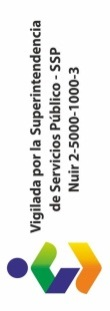 Vigilada por la Superintendencia
de Servicios Público - SSP
Nuir 2-5000-1000-3